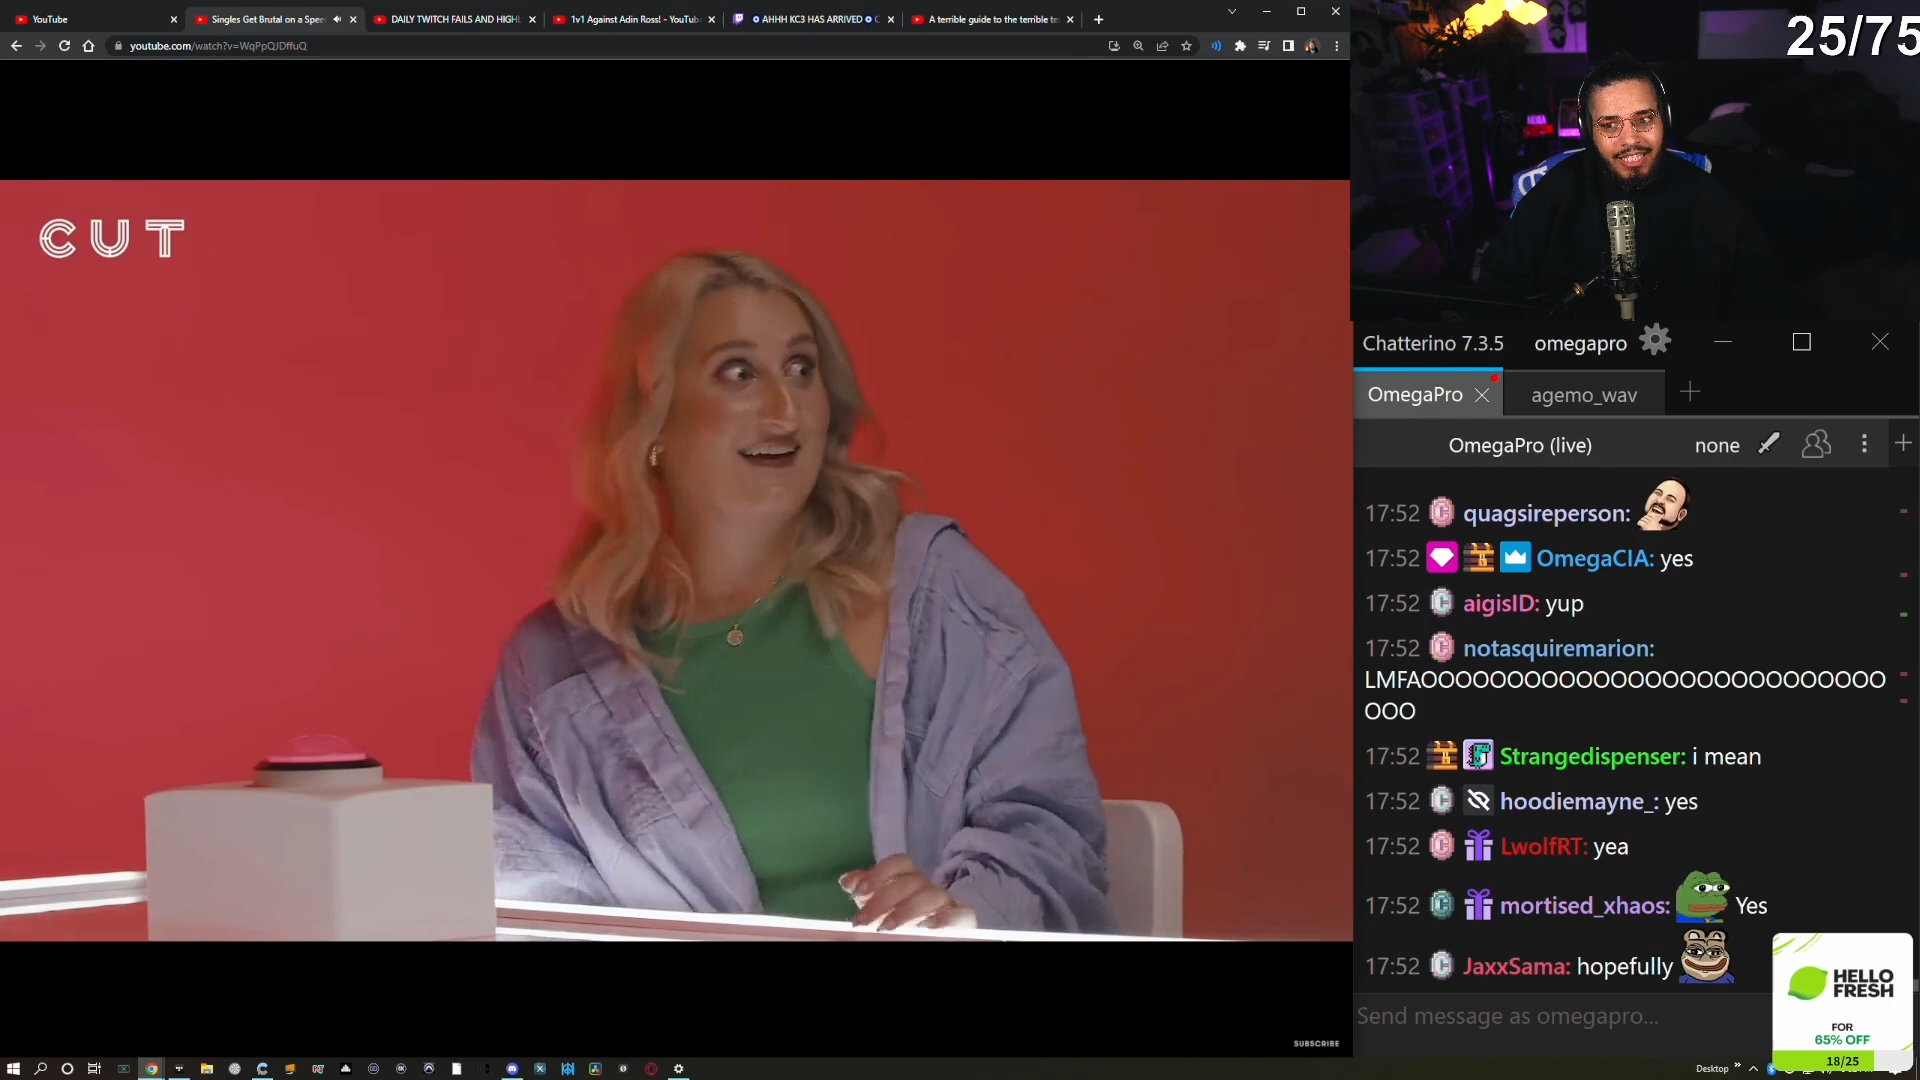 YouTube
Singles Get Brutal on a Spee
DAILY TWITCH FAILS AND HIGHL
1v1 Against Adin Ross! - YouTub
AHHH KC3 HAS ARRIVED
A terrible guide to the terrible te
youtube.com/watch?v=WqPpQJDffuQ
25/75
CUT
Chatterino 7.3.5
omegapro
OmegaPro
agemo_wav
OmegaPro (live)
none
17:52 quagsireperson:
17:52 OmegaCIA: yes
17:52 aigisID: yup
17:52 notasquiremarion:
LMFAOOOOOOOOOOOOOOOOOOOOOOOOOOO
OOO
17:52 Strangedispenser: i mean
17:52 hoodiemayne_: yes
17:52 LwolfRT: yea
17:52 mortised_xhaos: Yes
17:52 JaxxSama: hopefully
Send message as omegapro...
HELLO
FRESH
FOR
65% OFF
18/25
SUBSCRIBE
Desktop